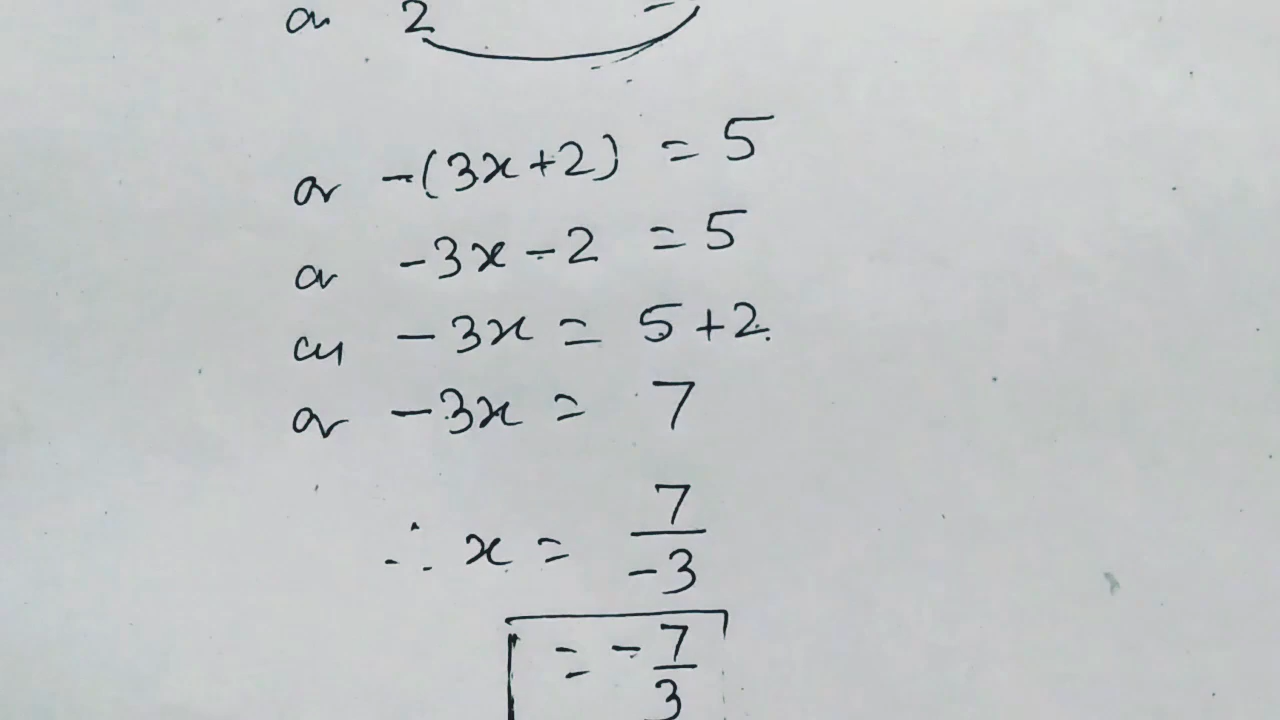 or 2
or -(3x+2) = 5
or -3x - 2 = 5
or -3x = 5+2
or -3x = 7
∴ x = 7/-3
= - 7/3